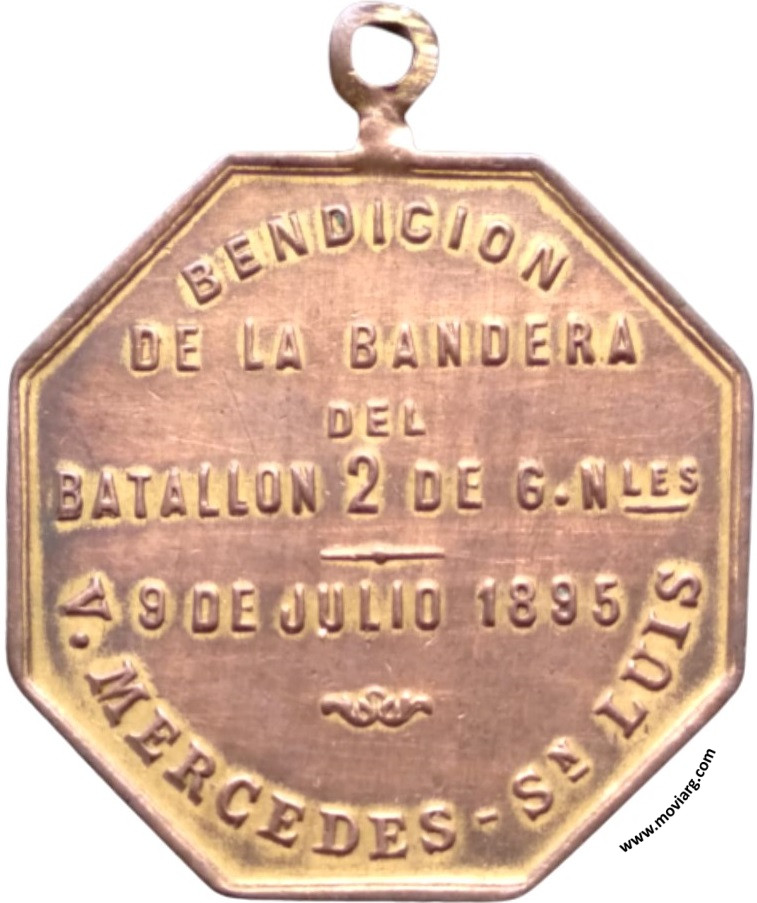 BENDICION
DE LA BANDERA
DEL
BATALLON 2 DE G.NLES
9 DE JULIO 1895
V. MERCEDES - SN LUIS
www.moviarg.com